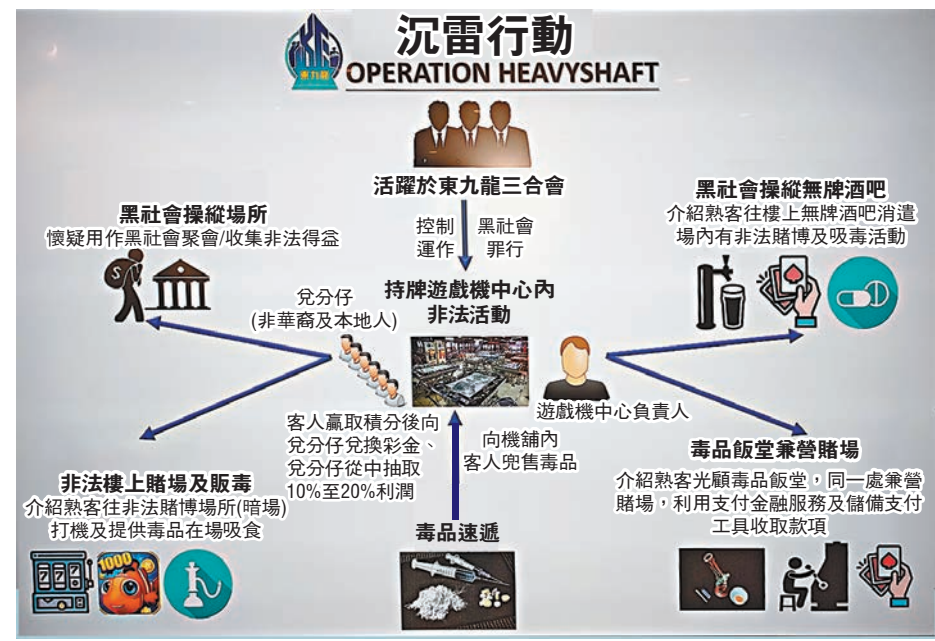 沉雷行動
東九龍
OPERATION HEAVYSHAFT
活躍於東九龍三合會
控制
運作
黑社會
罪行
黑社會操縱場所
懷疑用作黑社會聚會/收集非法得益
黑社會操縱無牌酒吧
介紹熟客往樓上無牌酒吧消遣
場內有非法賭博及吸毒活動
持牌遊戲機中心內
非法活動
兌分仔
(非華裔及本地人)
遊戲機中心負責人
客人贏取積分後向
兌分仔兌換彩金、
兌分仔從中抽取
10%至20%利潤
向機舖內
客人兜售毒品
非法樓上賭場及販毒
介紹熟客往非法賭博場所(暗場)
打機及提供毒品在場吸食
毒品飯堂兼營賭場
介紹熟客光顧毒品飯堂，同一處兼營
賭場，利用支付金融服務及儲備支付
工具收取款項
毒品速遞
S
1000